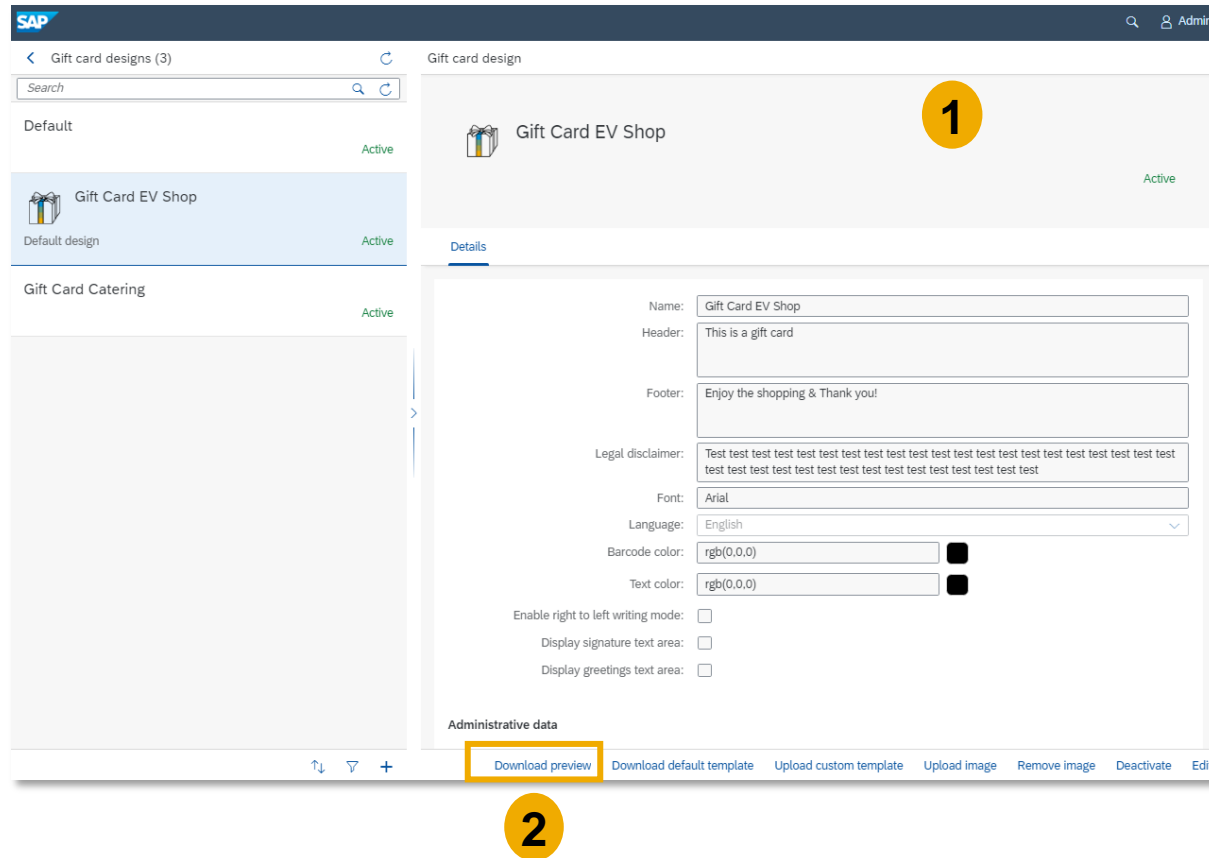 SAP
Admin
Gift card designs (3)
Gift card design
Search
Default
Active
Gift Card EV Shop
Default design
Active
Gift Card Catering
Active
Gift Card EV Shop
1
Active
Details
Name:
Gift Card EV Shop
Header:
This is a gift card
Footer:
Enjoy the shopping & Thank you!
Legal disclaimer:
Test test test test test test test test test test test test test test test test test test test test test
test test test test test test test test test test test test test test test
Font:
Arial
Language:
English
Barcode color:
rgb(0,0,0)
Text color:
rgb(0,0,0)
Enable right to left writing mode:
Display signature text area:
Display greetings text area:
Administrative data
Download preview
Download default template
Upload custom template
Upload image
Remove image
Deactivate
Edi
2